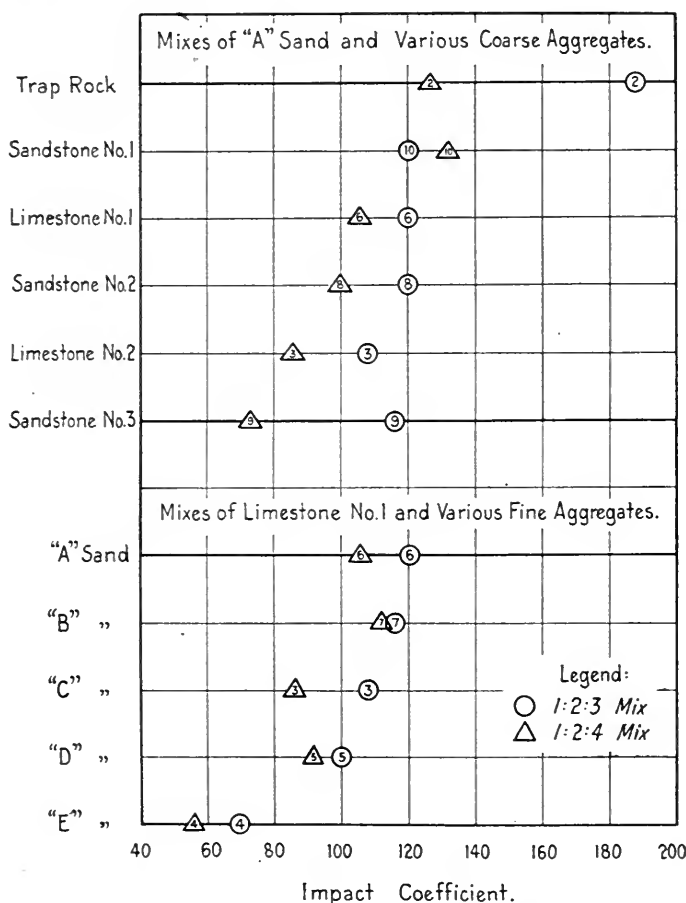 Mixes of "A" Sand and Various Coarse Aggregates.
Trap Rock 2 2
Sandstone No.1 10 10
Limestone No.1 6 6
Sandstone No.2 8 8
Limestone No.2 3 3
Sandstone No.3 9 9
Mixes of Limestone No.1 and Various Fine Aggregates.
"A" Sand 6 6
"B" „ 7 7
"C" „ 3 3
"D" „ 5 5
"E" „ 4 4
Legend:
1:2:3 Mix
1:2:4 Mix
40 60 80 100 120 140 160 180 200
Impact Coefficient.